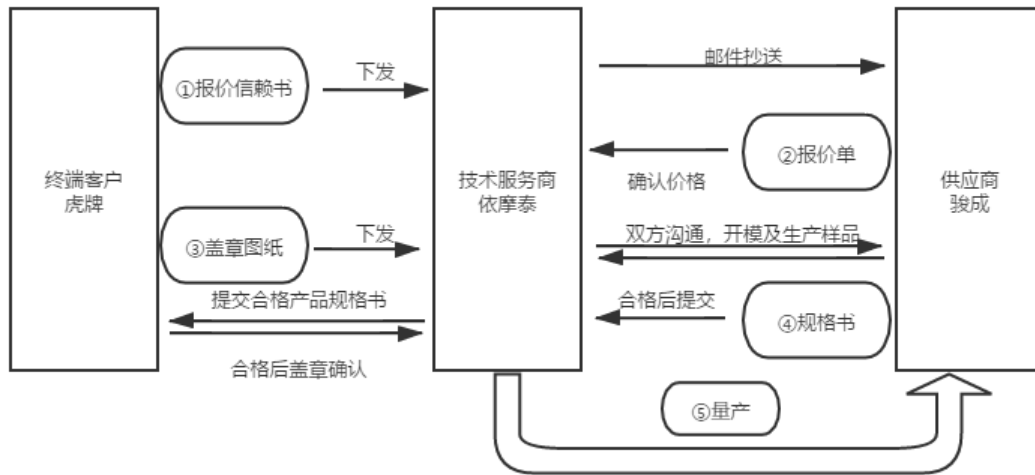 终端客户
虎牌
①报价信赖书
下发
技术服务商
依摩泰
邮件抄送
②报价单
确认价格
供应商
骏成
③盖章图纸
下发
双方沟通，开模及生产样品
提交合格产品规格书
合格后盖章确认
合格后提交
④规格书
⑤量产